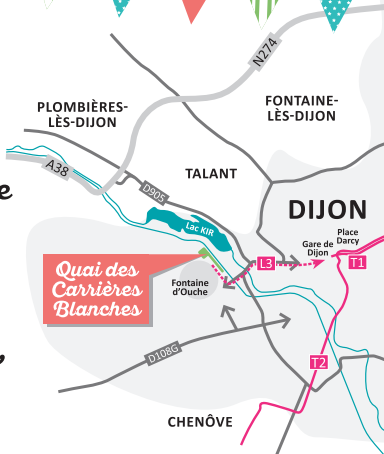 N274
PLOMBIÈRES-
LÈS-DIJON
FONTAINE-
LÈS-DIJON
A38
TALANT
D905
e
DIJON
Lac KIR
Place
Darcy
Gare de
Dijon
L3
T1
Quai des
Carrières
Blanches
Fontaine
d'Ouche
D108G
,
T2
CHENÔVE